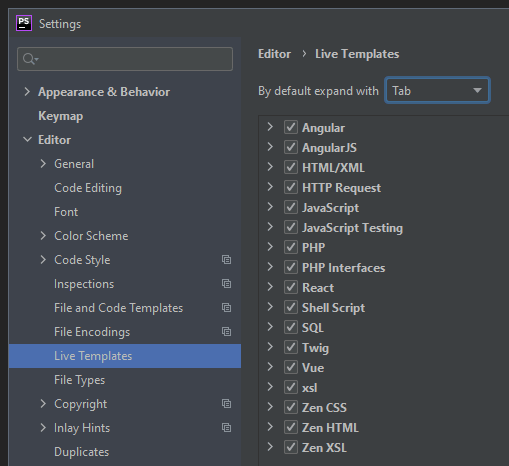 PS Settings
Appearance & Behavior
Keymap
Editor
General
Code Editing
Font
Color Scheme
Code Style
Inspections
File and Code Templates
File Encodings
Live Templates
File Types
Copyright
Inlay Hints
Duplicates
Editor › Live Templates
By default expand with Tab
Angular
AngularJS
HTML/XML
HTTP Request
JavaScript
JavaScript Testing
PHP
PHP Interfaces
React
Shell Script
SQL
Twig
Vue
xsl
Zen CSS
Zen HTML
Zen XSL